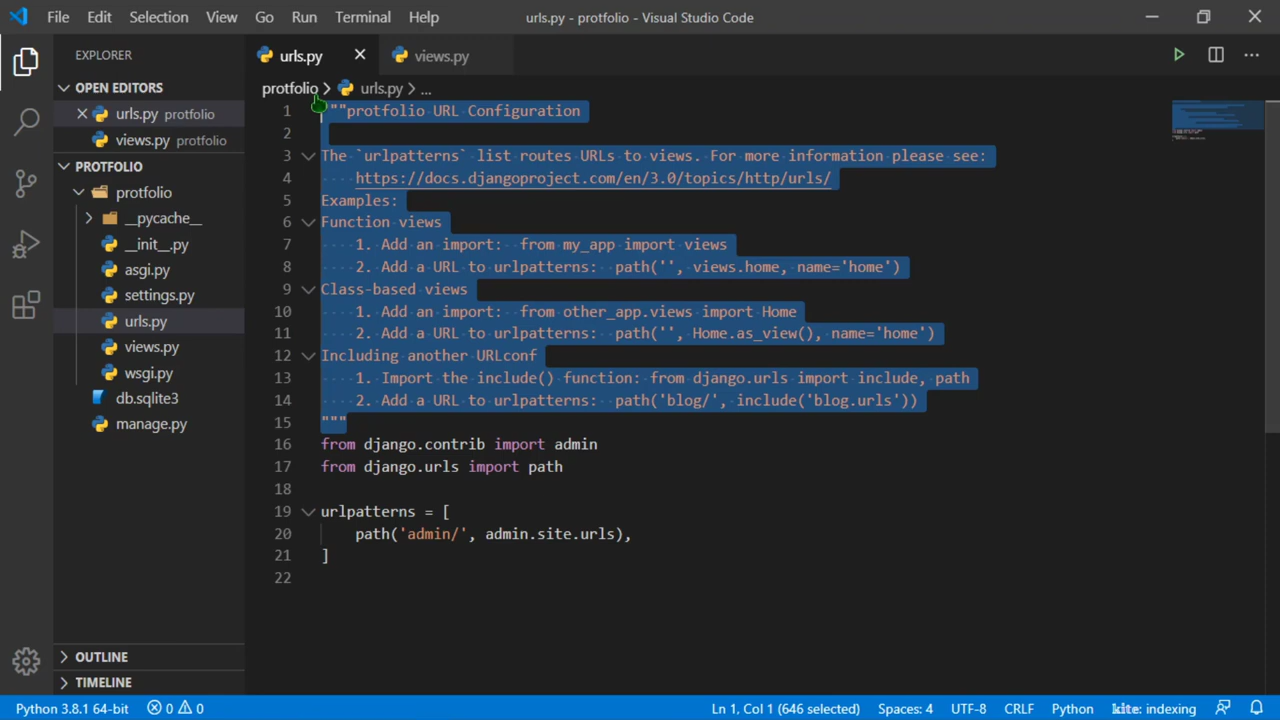 File Edit Selection View Go Run Terminal Help urls.py - protfolio - Visual Studio Code
EXPLORER
OPEN EDITORS
urls.py protfolio
views.py protfolio
PROTFOLIO
protfolio
__pycache__
__init__.py
asgi.py
settings.py
urls.py
views.py
wsgi.py
db.sqlite3
manage.py
OUTLINE
TIMELINE
urls.py views.py
protfolio > urls.py > ...
1 """protfolio URL Configuration
2
3 The `urlpatterns` list routes URLs to views. For more information please see:
4 https://docs.djangoproject.com/en/3.0/topics/http/urls/
5 Examples:
6 Function views
7 1. Add an import: from my_app import views
8 2. Add a URL to urlpatterns: path('', views.home, name='home')
9 Class-based views
10 1. Add an import: from other_app.views import Home
11 2. Add a URL to urlpatterns: path('', Home.as_view(), name='home')
12 Including another URLconf
13 1. Import the include() function: from django.urls import include, path
14 2. Add a URL to urlpatterns: path('blog/', include('blog.urls'))
15 """
16 from django.contrib import admin
17 from django.urls import path
18
19 urlpatterns = [
20 path('admin/', admin.site.urls),
21 ]
22
Python 3.8.1 64-bit 0 0 Ln 1, Col 1 (646 selected) Spaces: 4 UTF-8 CRLF Python kite: indexing